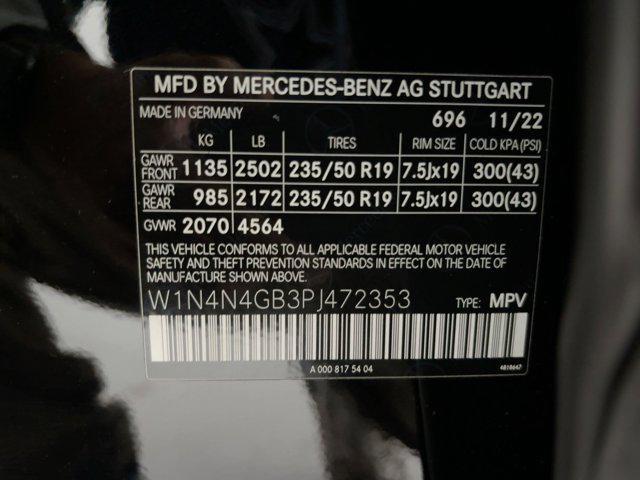 MFD BY MERCEDES-BENZ AG STUTTGART
MADE IN GERMANY 696 11/22
KG LB TIRES RIM SIZE COLD KPA(PSI)
GAWR FRONT 1135 2502 235/50 R19 7.5Jx19 300(43)
GAWR REAR 985 2172 235/50 R19 7.5Jx19 300(43)
GVWR 2070 4564
THIS VEHICLE CONFORMS TO ALL APPLICABLE FEDERAL MOTOR VEHICLE
SAFETY AND THEFT PREVENTION STANDARDS IN EFFECT ON THE DATE OF
MANUFACTURE SHOWN ABOVE.
W1N4N4GB3PJ472353 TYPE: MPV
A 000 817 54 04 4818647